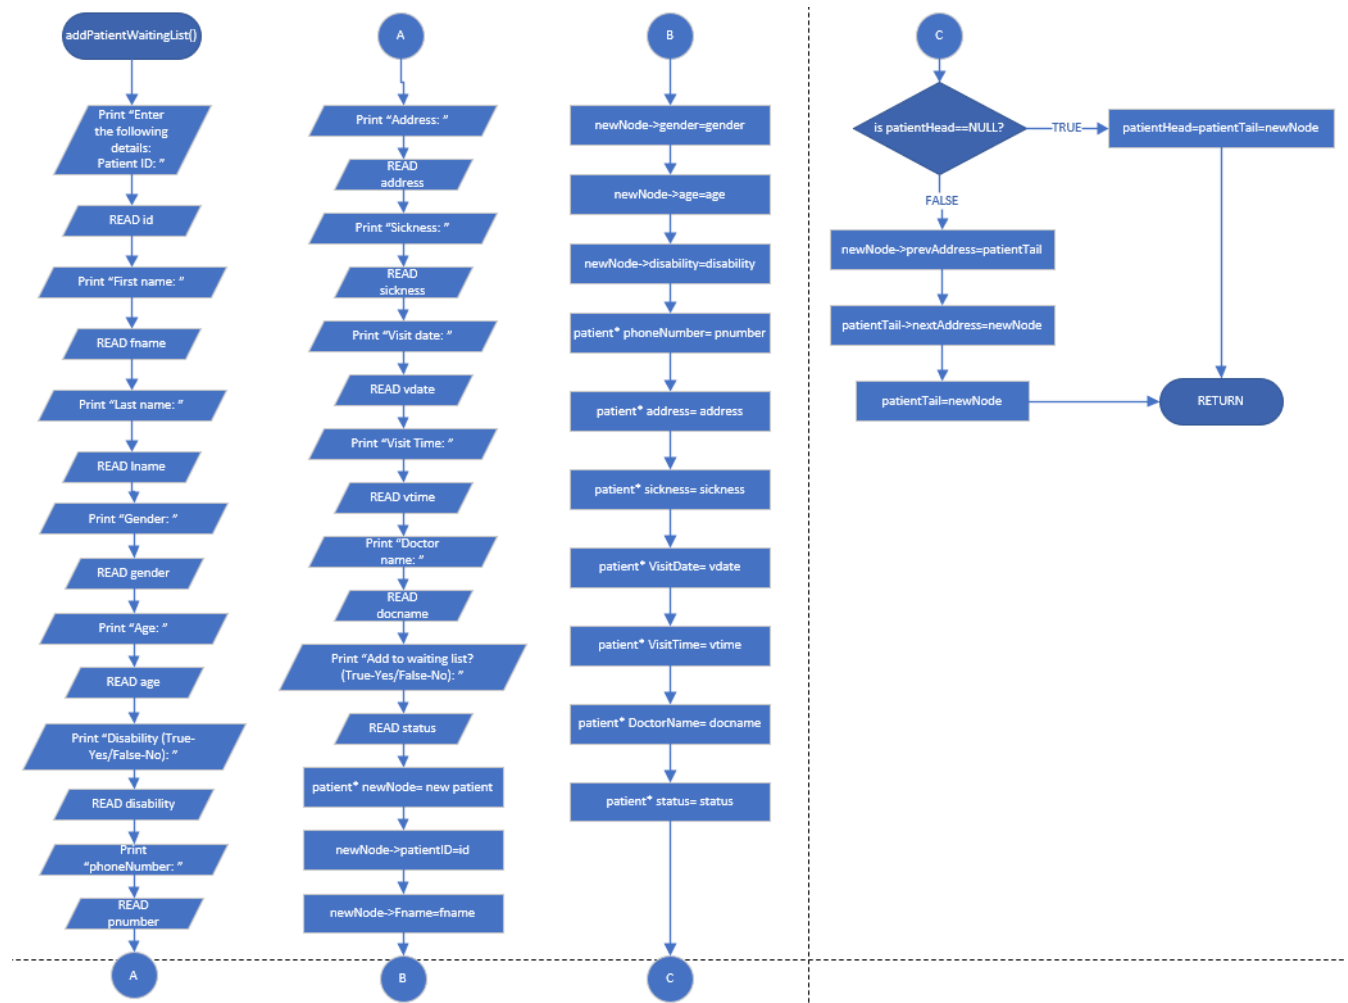 addPatientWaitingList()
Print “Enter
the following
details:
Patient ID: ”
READ id
Print “First name: ”
READ fname
Print “Last name: ”
READ lname
Print “Gender: ”
READ gender
Print “Age: ”
READ age
Print “Disability (True-
Yes/False-No): ”
READ disability
Print
“phoneNumber: ”
READ
pnumber
A
A
Print “Address: ”
READ
address
Print “Sickness: ”
READ
sickness
Print “Visit date: ”
READ vdate
Print “Visit Time: ”
READ vtime
Print “Doctor
name: ”
READ
docname
Print “Add to waiting list?
(True-Yes/False-No): ”
READ status
patient* newNode= new patient
newNode->patientID=id
newNode->Fname=fname
B
B
newNode->gender=gender
newNode->age=age
newNode->disability=disability
patient* phoneNumber= pnumber
patient* address= address
patient* sickness= sickness
patient* VisitDate= vdate
patient* VisitTime= vtime
patient* DoctorName= docname
patient* status= status
C
C
is patientHead==NULL?
TRUE
patientHead=patientTail=newNode
FALSE
newNode->prevAddress=patientTail
patientTail->nextAddress=newNode
patientTail=newNode
RETURN